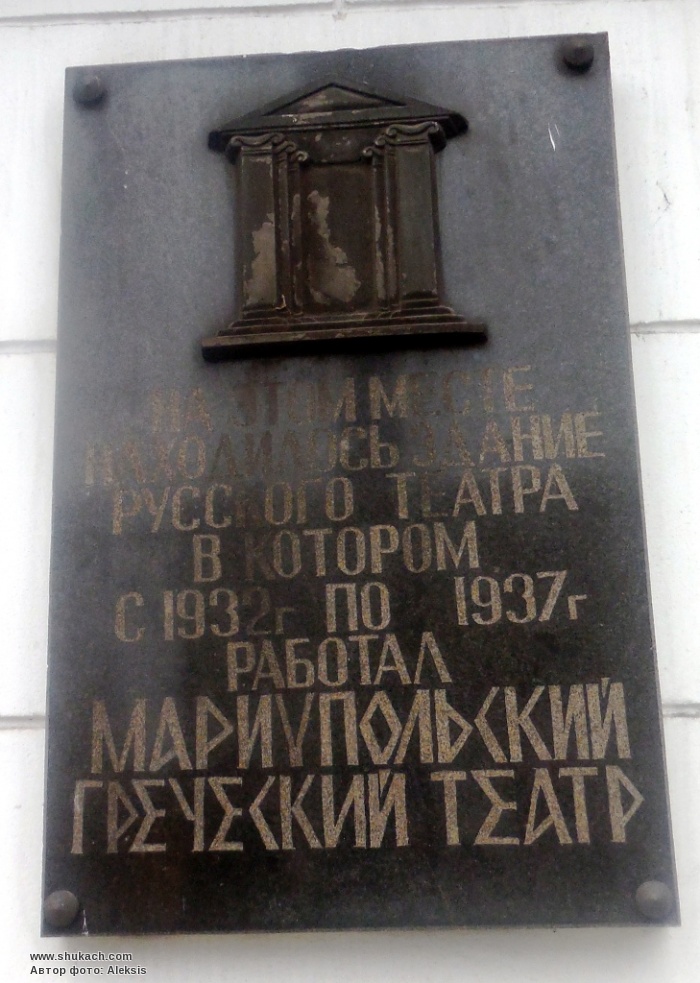 НА ЭТОМ МЕСТЕ
НАХОДИЛОСЬ ЗДАНИЕ
РУССКОГО ТЕАТРА
В КОТОРОМ
С 1932г ПО 1937г
РАБОТАЛ
МАРИУПОЛЬСКИЙ
ГРЕЧЕСКИЙ ТЕАТР
www.shukach.com
Автор фото: Aleksis